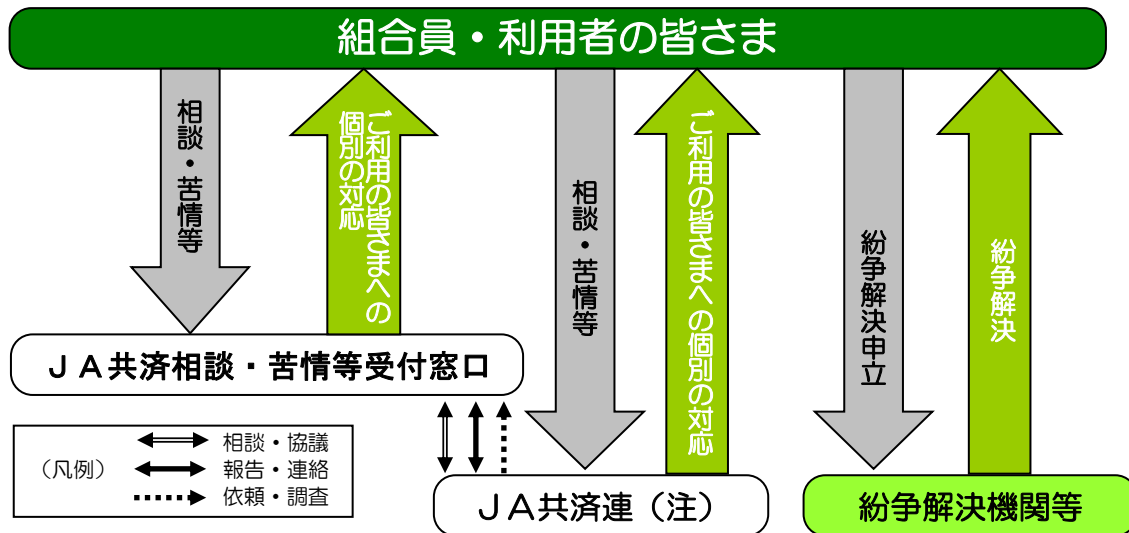 組合員・利用者の皆さま
相談・苦情等
ご利用の皆さまへの
個別の対応
相談・苦情等
ご利用の皆さまへの個別の対応
紛争解決申立
紛争解決
ＪＡ共済相談・苦情等受付窓口
（凡例）
相談・協議
報告・連絡
依頼・調査
ＪＡ共済連（注）
紛争解決機関等